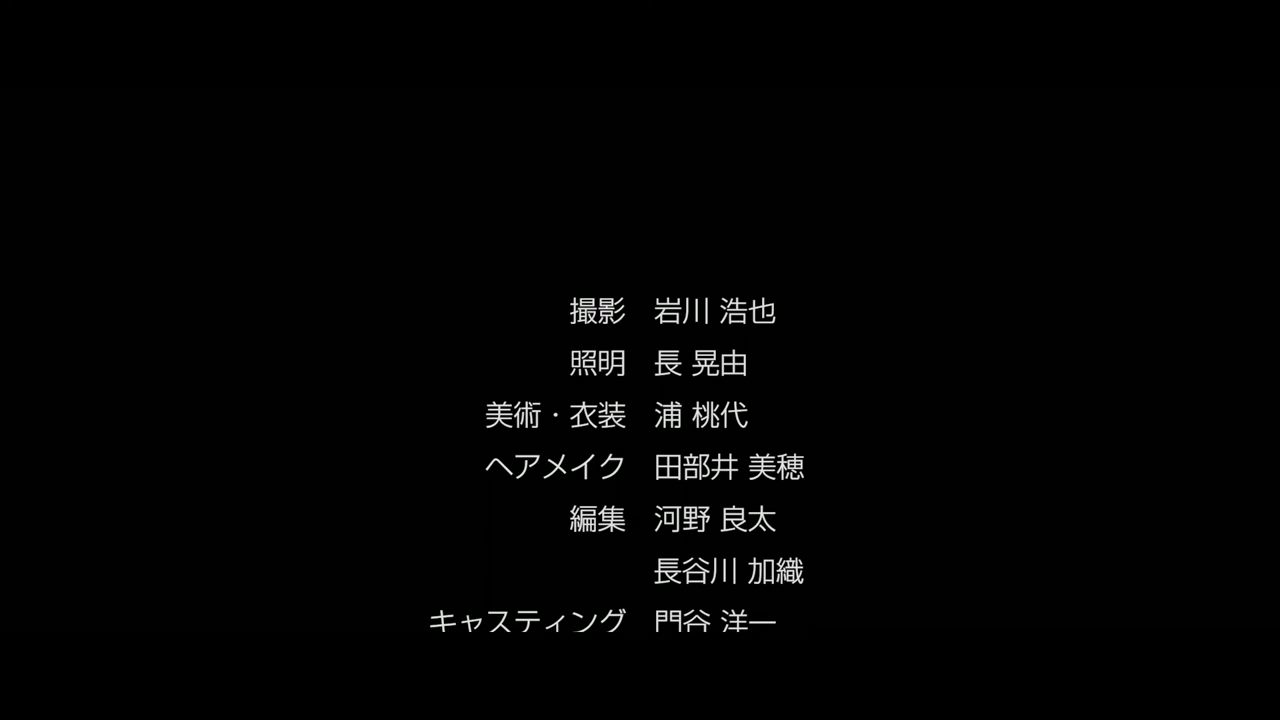 撮影 岩川 浩也
照明 長 晃由
美術・衣装 浦 桃代
ヘアメイク 田部井 美穂
編集 河野 良太
長谷川 加織
キャスティング 門谷 洋一